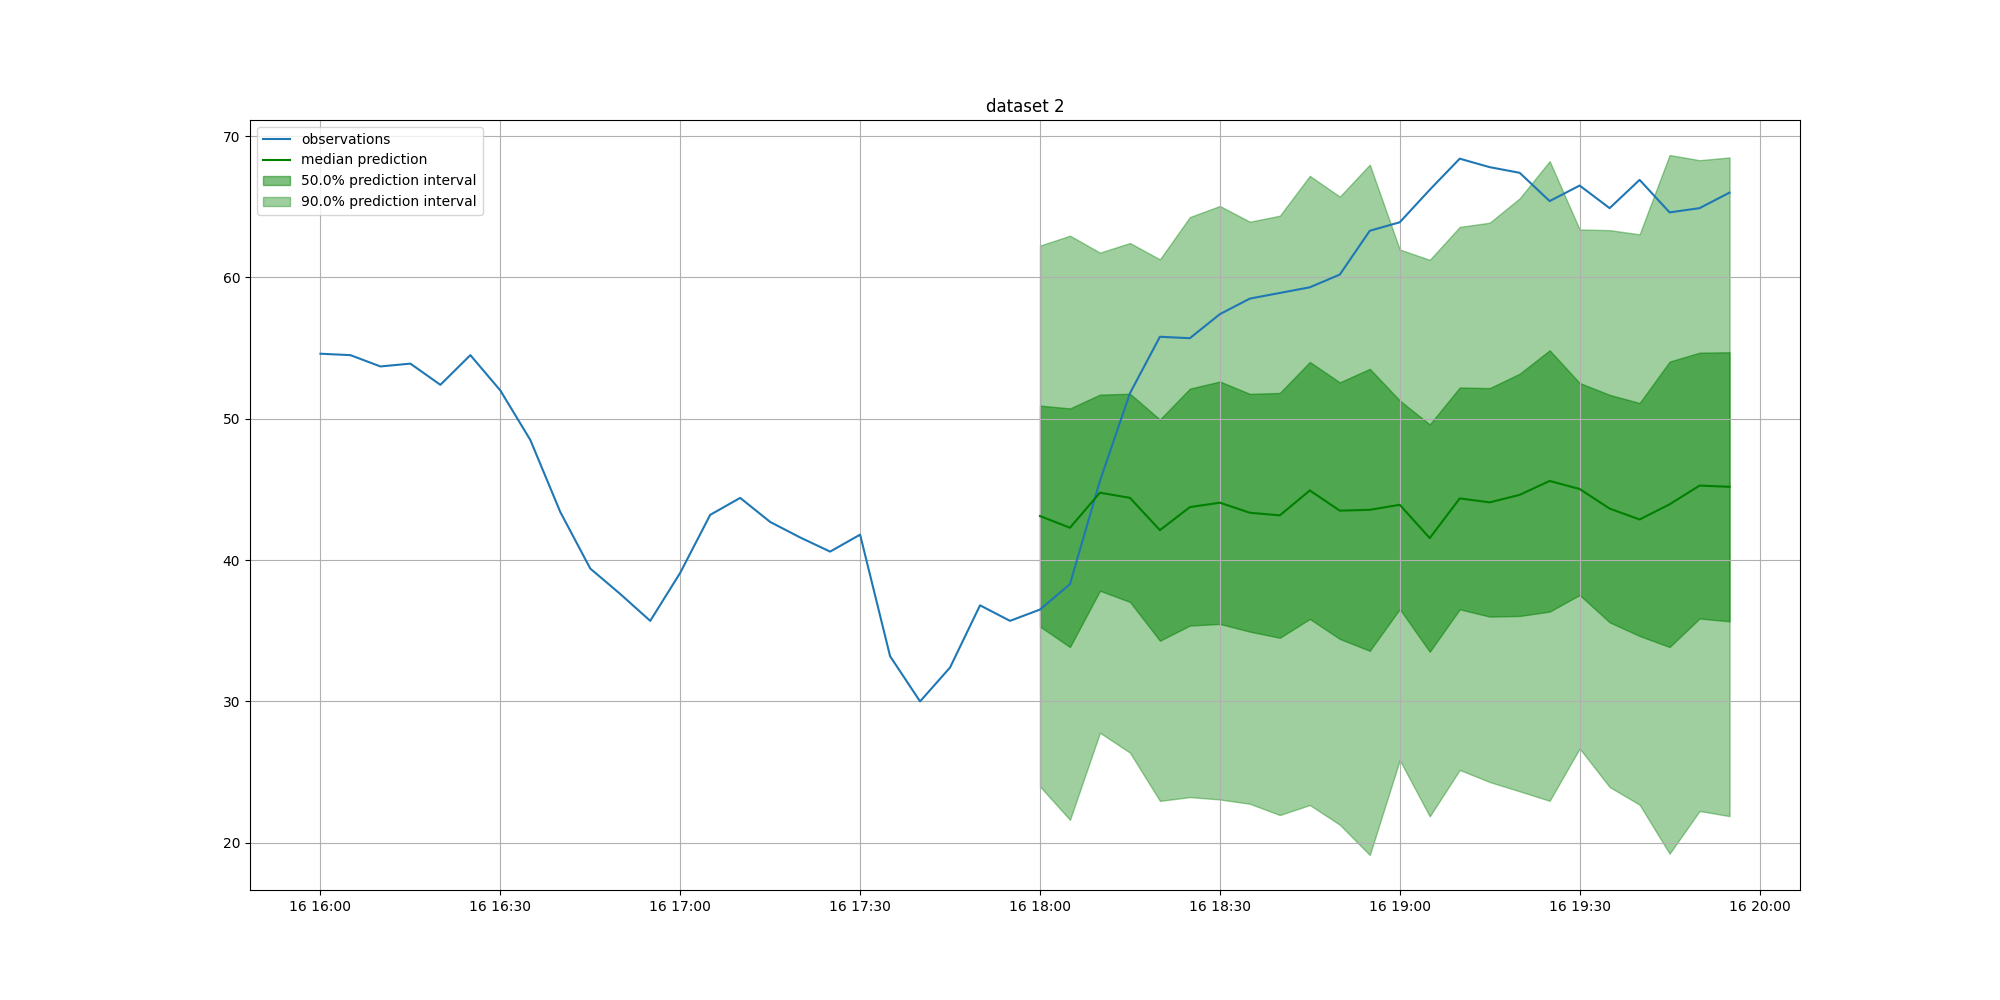 dataset 2
observations
median prediction
50.0% prediction interval
90.0% prediction interval
70
60
50
40
30
20
16 16:00 16 16:30 16 17:00 16 17:30 16 18:00 16 18:30 16 19:00 16 19:30 16 20:00